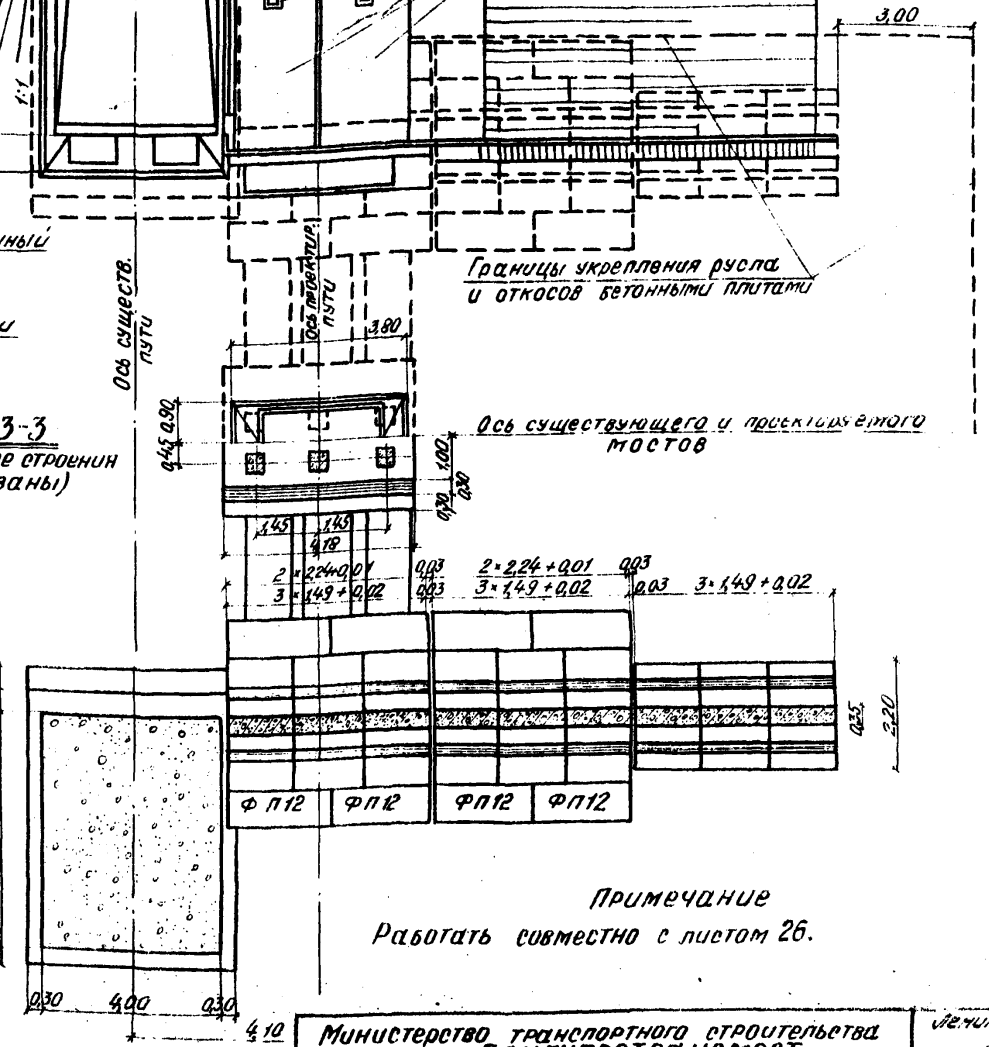 3,00
1:1
Границы укрепления русла
и откосов бетонными плитами
Ось существ.
пути
Ось проектир.
пути
3,80
3-3
е строения
ваны)
0,45 0,90
Ось существующего и проектируемого
мостов
1,00
0,30
0,30
1,45 1,45
4,18
2×2,24+0,01 0,03 2×2,24+0,01 0,03
3×1,49+0,02 0,03 3×1,49+0,02 0,03 3×1,49+0,02
0,35
2,20
ФП12 ФП12 ФП12 ФП12
Примечание
Работать совместно с листом 26.
0,30 4,00 0,30
4,10
Министерство транспортного строительства